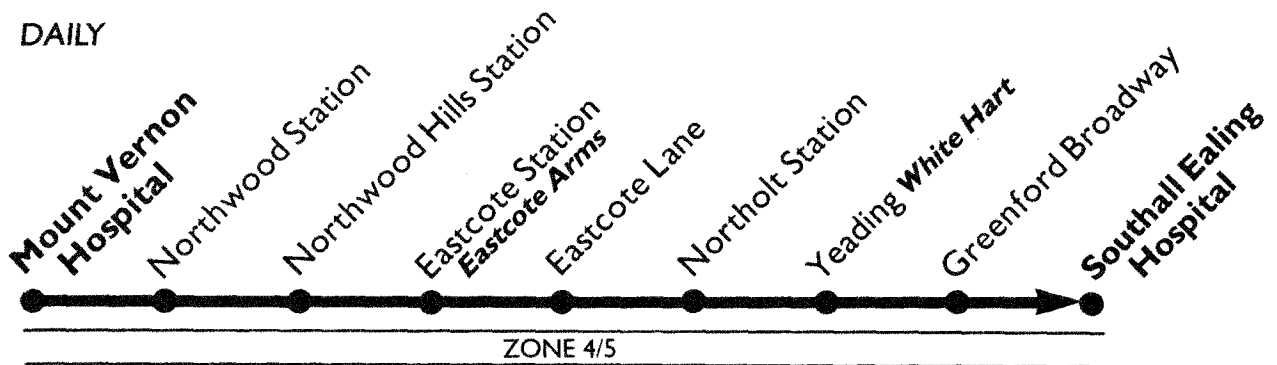 DAILY
Mount Vernon
Hospital
Northwood Station
Northwood Hills Station
Eastcote Station
Eastcote Arms
Eastcote Lane
Northolt Station
Yeading White Hart
Greenford Broadway
Southall Ealing
Hospital
ZONE 4/5